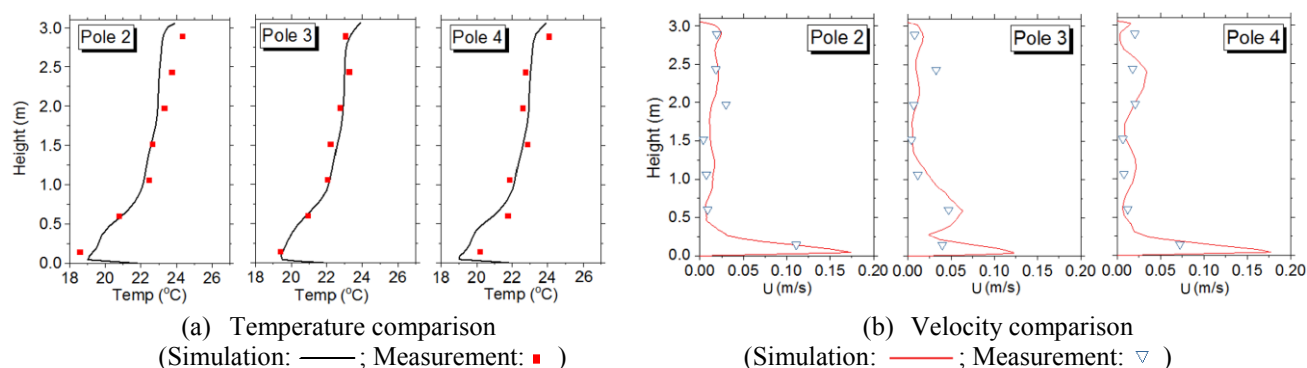 Pole 2
Pole 3
Pole 4
3.0
2.5
2.0
1.5
1.0
0.5
0.0
Height (m)
18 20 22 24 26
18 20 22 24 26
18 20 22 24 26
Temp (°C)
Temp (°C)
Temp (°C)
(a) Temperature comparison
(Simulation: ; Measurement: )
Pole 2
Pole 3
Pole 4
3.0
2.5
2.0
1.5
1.0
0.5
0.0
Height (m)
0.00 0.05 0.10 0.15 0.20
0.00 0.05 0.10 0.15 0.20
0.00 0.05 0.10 0.15 0.20
U (m/s)
U (m/s)
U (m/s)
(b) Velocity comparison
(Simulation: ; Measurement: )